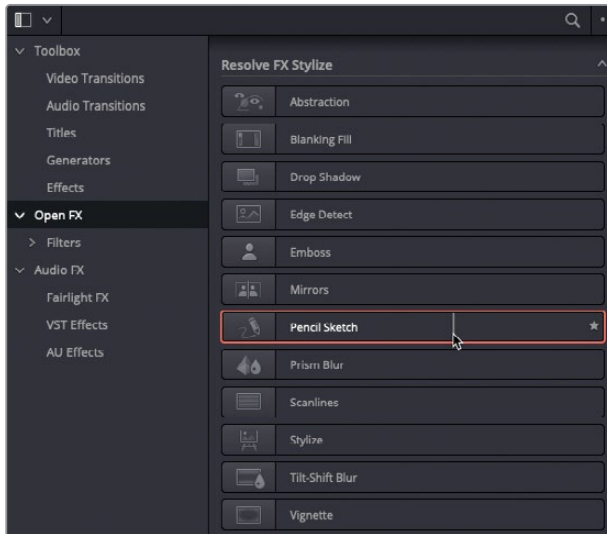 Toolbox
Video Transitions
Audio Transitions
Titles
Generators
Effects
Open FX
Filters
Audio FX
Fairlight FX
VST Effects
AU Effects
Resolve FX Stylize
Abstraction
Blanking Fill
Drop Shadow
Edge Detect
Emboss
Mirrors
Pencil Sketch
Prism Blur
Scanlines
Stylize
Tilt-Shift Blur
Vignette